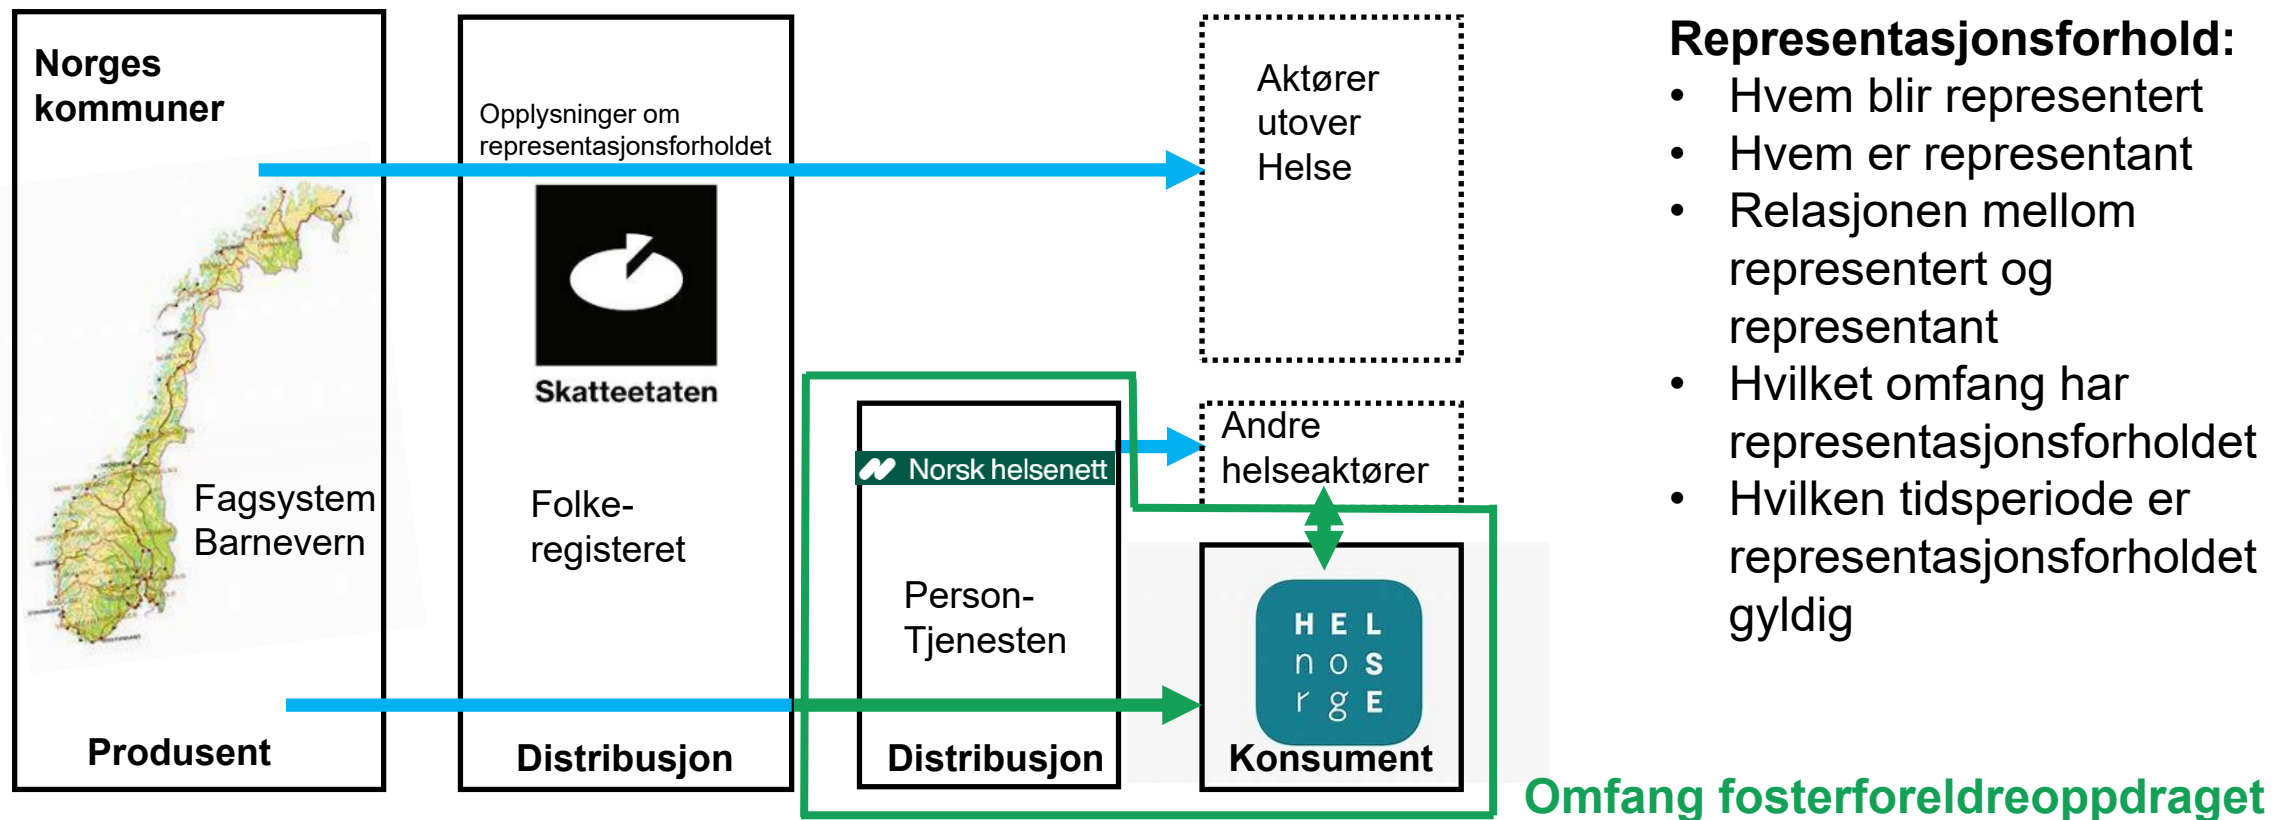 Norges
kommuner
Fagsystem
Barnevern
Produsent
Opplysninger om
representasjonsforholdet
Skatteetaten
Folke-
registeret
Distribusjon
Norsk helsenett
Person-
Tjenesten
Distribusjon
Aktører
utover
Helse
Andre
helseaktører
HEL
noS
rgE
Konsument
Representasjonsforhold:
• Hvem blir representert
• Hvem er representant
• Relasjonen mellom
representert og
representant
• Hvilket omfang har
representasjonsforholdet
• Hvilken tidsperiode er
representasjonsforholdet
gyldig
Omfang fosterforeldreoppdraget